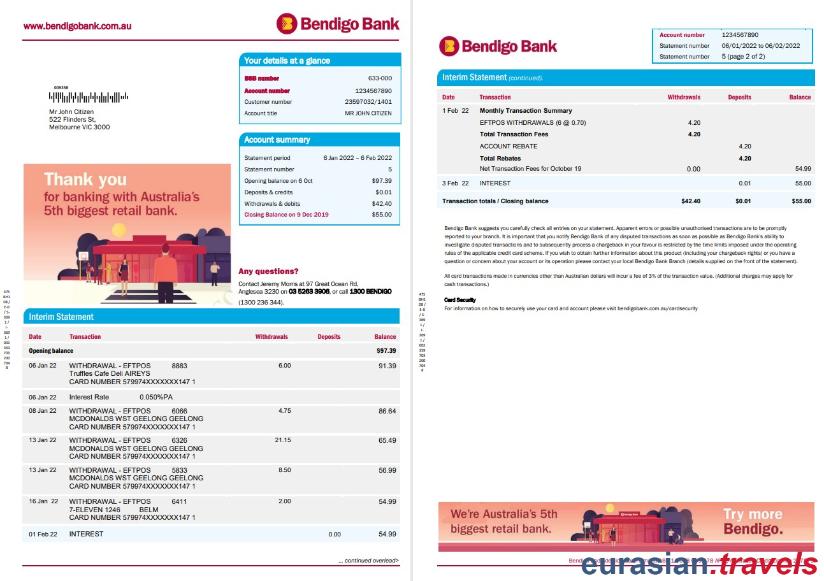 www.bendigobank.com.au
Bendigo Bank
Your details at a glance
BSB number 633-000
Account number 1234567890
Customer number 23597032/1401
Account title MR JOHN CITIZEN
Mr John Citizen
522 Flinders St,
Melbourne VIC 3000
Account summary
Statement period 6 Jan 2022 – 6 Feb 2022
Statement number 5
Opening balance on 6 Oct $97.39
Deposits & credits $0.01
Withdrawals & debits $42.40
Closing Balance on 9 Dec 2019 $55.00
Thank you
for banking with Australia's
5th biggest retail bank.
Any questions?
Contact Jeremy Morris at 97 Great Ocean Rd,
Anglesea 3230 on 03 5263 3906, or call 1300 BENDIGO
(1300 236 344).
Interim Statement
Date Transaction Withdrawals Deposits Balance
Opening balance $97.39
06 Jan 22 WITHDRAWAL - EFTPOS 8883 6.00 91.39
Truffles Cafe Deli AIREYS
CARD NUMBER 579974XXXXXXX147 1
06 Jan 22 Interest Rate 0.050%PA
08 Jan 22 WITHDRAWAL - EFTPOS 6066 4.75 86.64
MCDONALDS WST GEELONG GEELONG
CARD NUMBER 579974XXXXXXX147 1
13 Jan 22 WITHDRAWAL - EFTPOS 6326 21.15 65.49
MCDONALDS WST GEELONG GEELONG
CARD NUMBER 579974XXXXXXX147 1
13 Jan 22 WITHDRAWAL - EFTPOS 5833 8.50 56.99
MCDONALDS WST GEELONG GEELONG
CARD NUMBER 579974XXXXXXX147 1
16 Jan 22 WITHDRAWAL - EFTPOS 6411 2.00 54.99
7-ELEVEN 1246 BELM
CARD NUMBER 579974XXXXXXX147 1
01 Feb 22 INTEREST 0.00 54.99
... continued overleaf>
Bendigo Bank
Account number 1234567890
Statement number 06/01/2022 to 06/02/2022
Statement number 5 (page 2 of 2)
Interim Statement (continued).
Date Transaction Withdrawals Deposits Balance
1 Feb 22 Monthly Transaction Summary
EFTPOS WITHDRAWALS (6 @ 0.70) 4.20
Total Transaction Fees 4.20
ACCOUNT REBATE 4.20
Total Rebates 4.20
Net Transaction Fees for October 19 0.00 54.99
3 Feb 22 INTEREST 0.01 55.00
Transaction totals / Closing balance $42.40 $0.01 $55.00
Bendigo Bank suggests you carefully check all entries on your statement. Apparent errors or possible unauthorised transactions are to be promptly
reported to your branch. It is important that you notify Bendigo Bank of any disputed transactions as soon as possible as Bendigo Bank's ability to
investigate disputed transactions and to subsequently process a chargeback in your favour is restricted by the time limits imposed under the operating
rules of the applicable credit card scheme. If you wish to obtain further information about this product (including your chargeback rights) or you have a
question or concern about your account or its operation please contact your local Bendigo Bank Branch (details supplied on the front of the statement).
All card transactions made in currencies other than Australian dollars will incur a fee of 3% of the transaction value. (Additional charges may apply for
cash transactions.)
Card Security
For information on how to securely use your card and account please visit bendigobank.com.au/cardsecurity
We're Australia's 5th
biggest retail bank.
Try more
Bendigo.
eurasian.travels